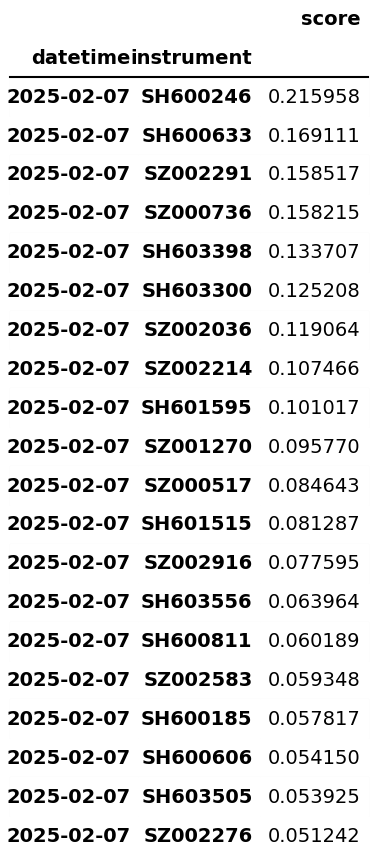 score
datetime instrument
2025-02-07 SH600246 0.215958
2025-02-07 SH600633 0.169111
2025-02-07 SZ002291 0.158517
2025-02-07 SZ000736 0.158215
2025-02-07 SH603398 0.133707
2025-02-07 SH603300 0.125208
2025-02-07 SZ002036 0.119064
2025-02-07 SZ002214 0.107466
2025-02-07 SH601595 0.101017
2025-02-07 SZ001270 0.095770
2025-02-07 SZ000517 0.084643
2025-02-07 SH601515 0.081287
2025-02-07 SZ002916 0.077595
2025-02-07 SH603556 0.063964
2025-02-07 SH600811 0.060189
2025-02-07 SZ002583 0.059348
2025-02-07 SH600185 0.057817
2025-02-07 SH600606 0.054150
2025-02-07 SH603505 0.053925
2025-02-07 SZ002276 0.051242